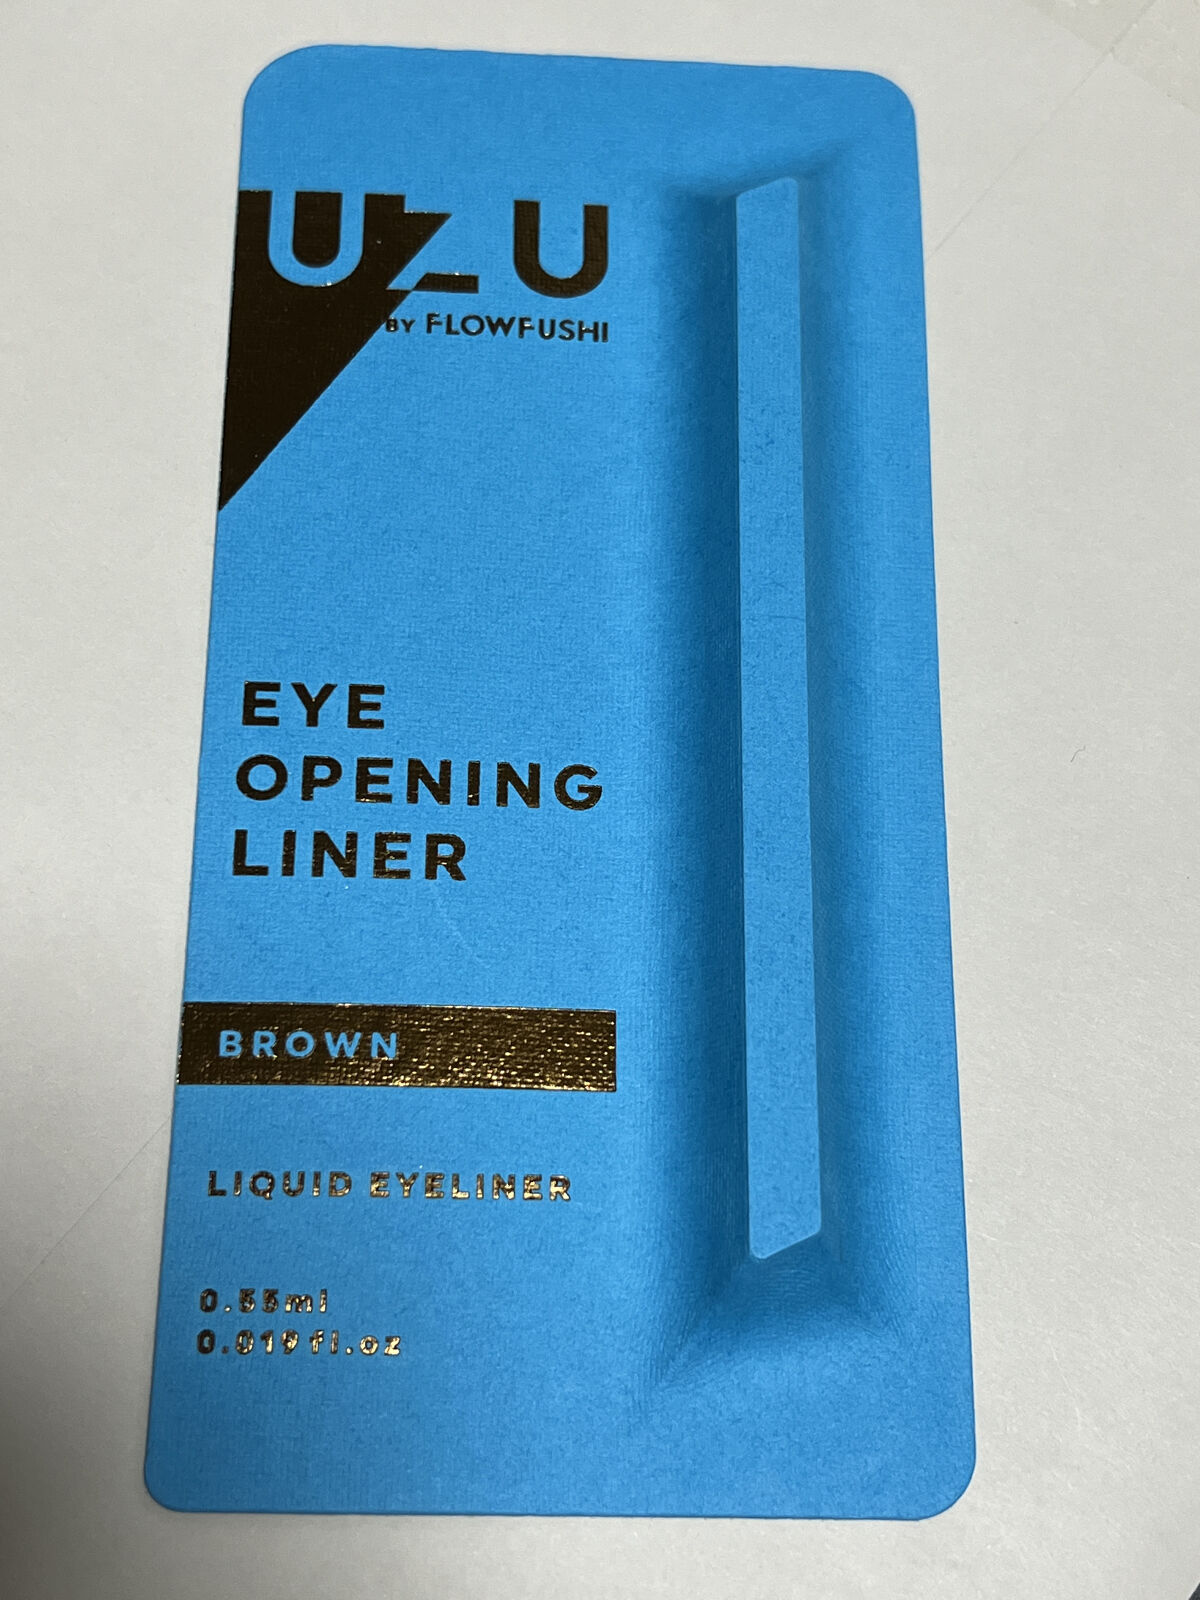 UZU
BY FLOWFUSHI
EYE
OPENING
LINER
BROWN
LIQUID EYELINER
0.55ml
0.019 fl.oz